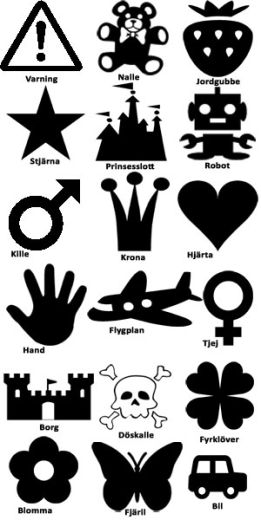 Varning
Nalle
Jordgubbe
Stjärna
Prinsesslott
Robot
Kille
Krona
Hjärta
Hand
Flygplan
Tjej
Borg
Döskalle
Fyrklöver
Blomma
Fjäril
Bil